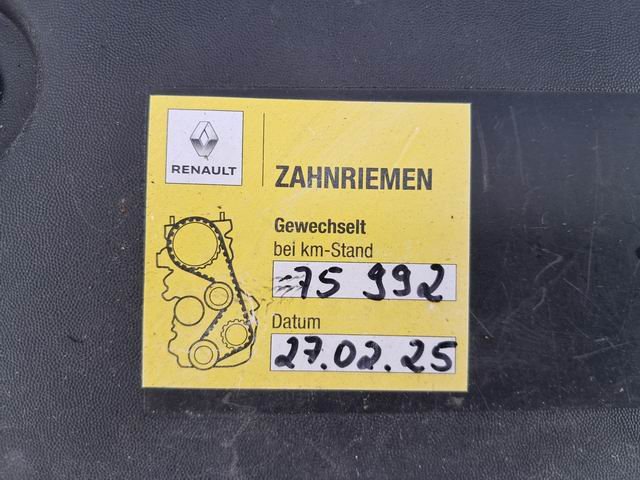 RENAULT
ZAHNRIEMEN
Gewechselt
bei km-Stand
75 992
Datum
27.02.25